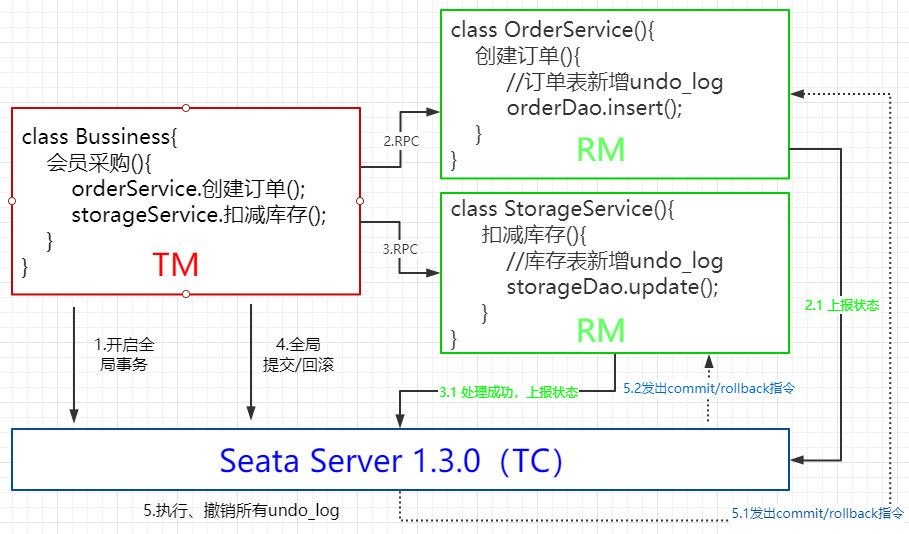 class OrderService(){
创建订单(){
//订单表新增undo_log
orderDao.insert();
}
}
RM
class Bussiness{
会员采购(){
orderService.创建订单();
storageService.扣减库存();
}
}
TM
2.RPC
3.RPC
class StorageService(){
扣减库存(){
//库存表新增undo_log
storageDao.update();
}
}
RM
2.1 上报状态
1.开启全
局事务
4.全局
提交/回滚
3.1 处理成功，上报状态
5.2发出commit/rollback指令
Seata Server 1.3.0（TC）
5.执行、撤销所有undo_log
5.1发出commit/rollback指令